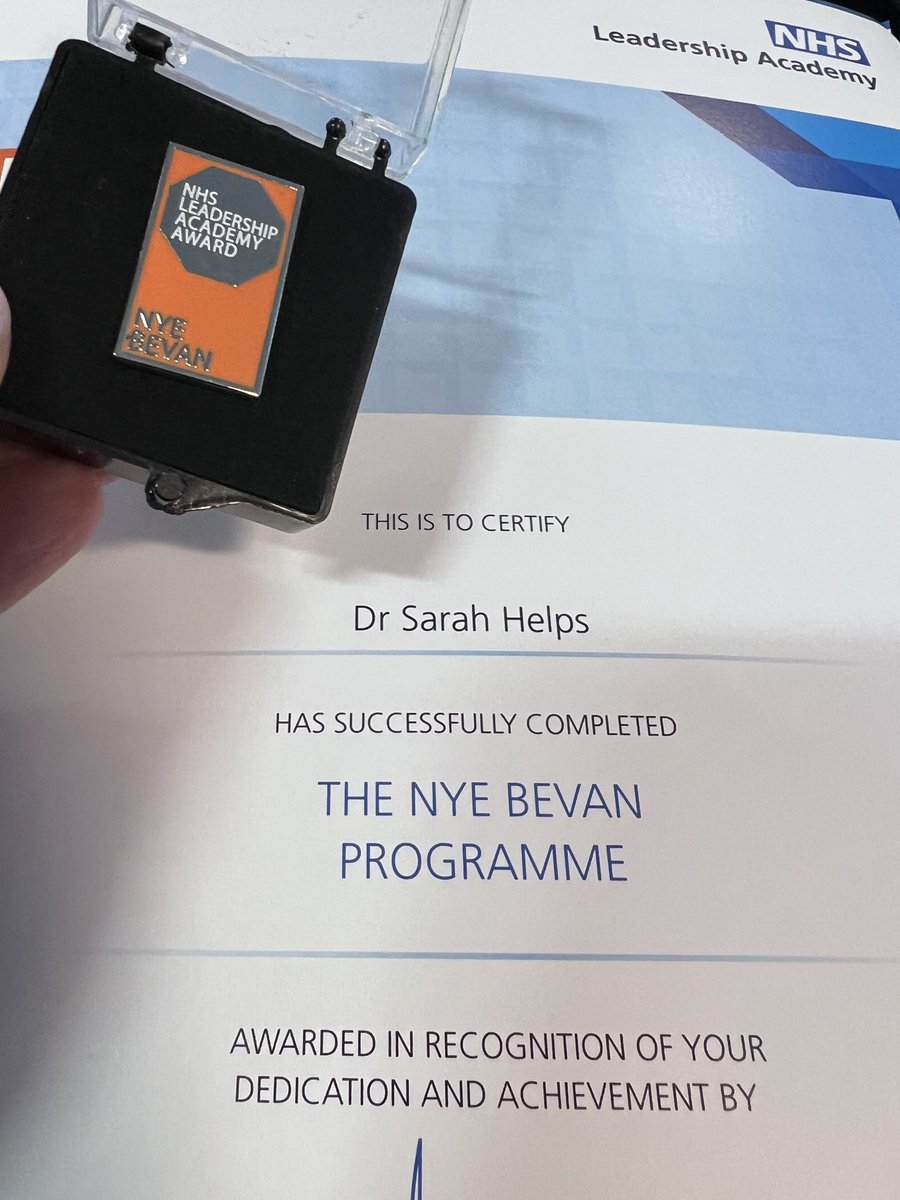 NHS
Leadership Academy
NHS
LEADERSHIP
ACADEMY
AWARD
NYE
BEVAN
THIS IS TO CERTIFY
Dr Sarah Helps
HAS SUCCESSFULLY COMPLETED
THE NYE BEVAN
PROGRAMME
AWARDED IN RECOGNITION OF YOUR
DEDICATION AND ACHIEVEMENT BY